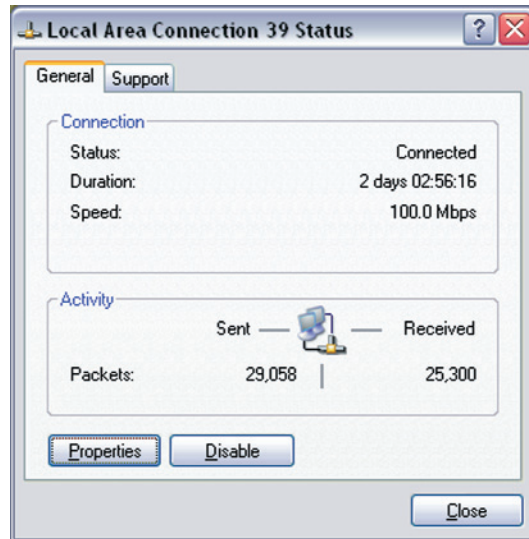 Local Area Connection 39 Status
General Support
Connection
Status: Connected
Duration: 2 days 02:56:16
Speed: 100.0 Mbps
Activity
Sent Received
Packets: 29,058 25,300
Properties Disable
Close